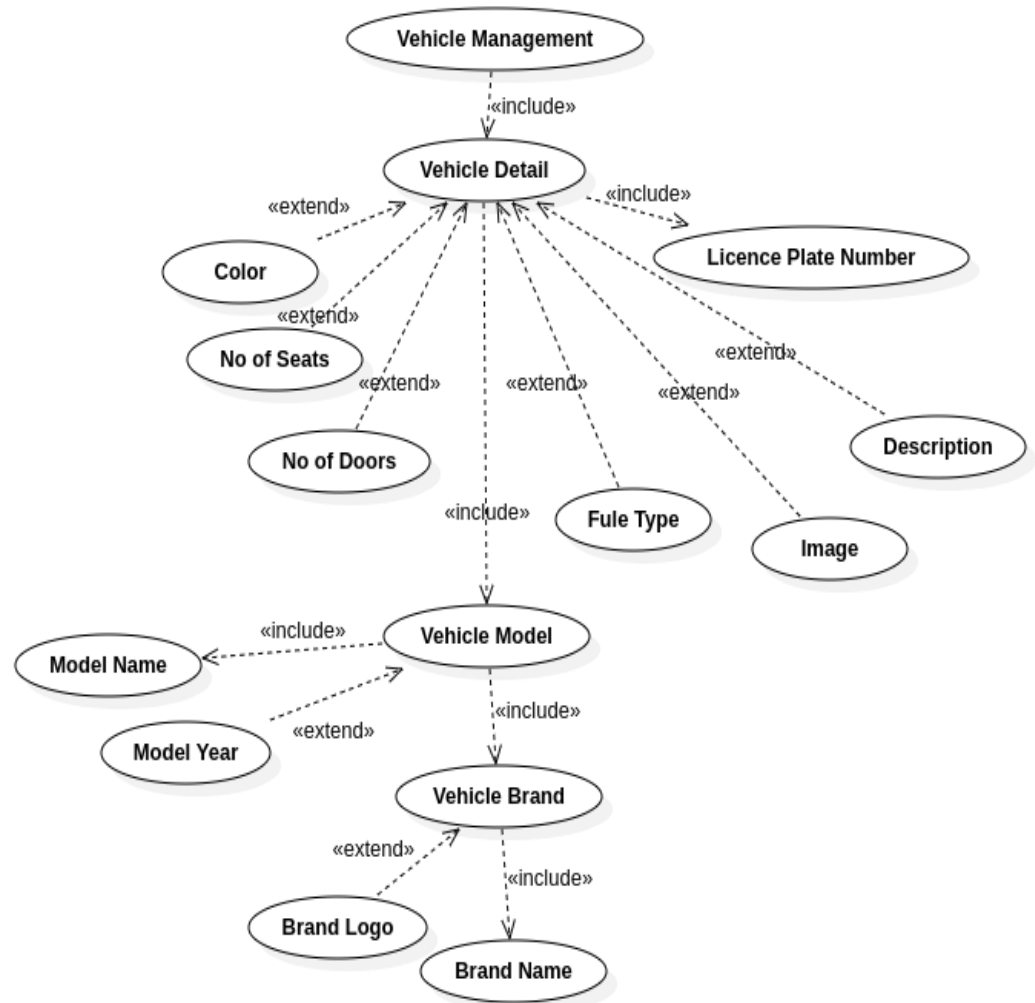 Vehicle Management
«include»
Vehicle Detail
«include»
«extend»
Licence Plate Number
Color
«extend»
No of Seats
«extend»
«extend»
«extend»
«extend»
Description
No of Doors
«include»
Fule Type
Image
«include»
Vehicle Model
Model Name
«include»
«extend»
Model Year
Vehicle Brand
«extend»
«include»
Brand Logo
Brand Name